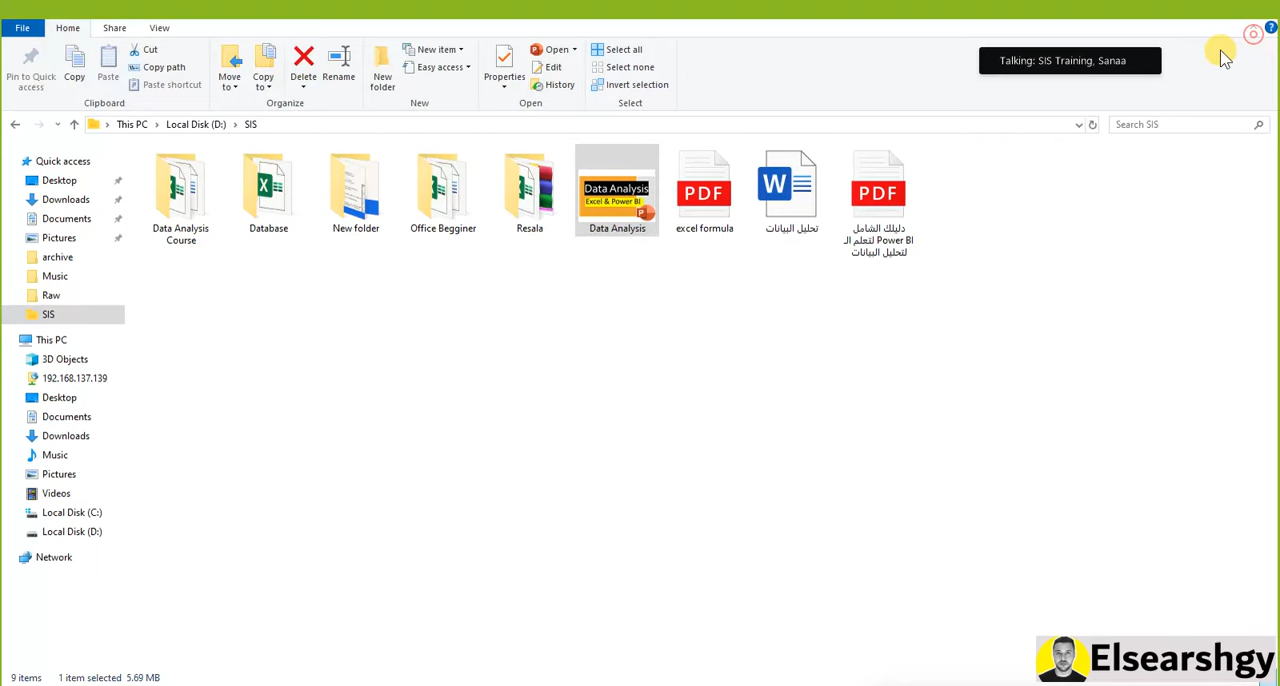 File Home Share View
Pin to Quick access
Copy
Paste
Cut
Copy path
Paste shortcut
Clipboard
Move to
Copy to
Delete
Rename
Organize
New folder
New item
Easy access
New
Properties
Open
Edit
History
Open
Select all
Select none
Invert selection
Select
Talking: SIS Training, Sanaa
?
This PC > Local Disk (D:) > SIS
Search SIS
Quick access
Desktop
Downloads
Documents
Pictures
archive
Music
Raw
SIS
This PC
3D Objects
192.168.137.139
Desktop
Documents
Downloads
Music
Pictures
Videos
Local Disk (C:)
Local Disk (D:)
Network
Data Analysis
Course
Database
New folder
Office Begginer
Resala
Data Analysis
Excel & Power BI
Data Analysis
PDF
excel formula
W
تحليل البيانات
PDF
دليلك الشامل
لتعلم الـ Power BI
لتحليل البيانات
9 items 1 item selected 5.69 MB
Elsearshgy